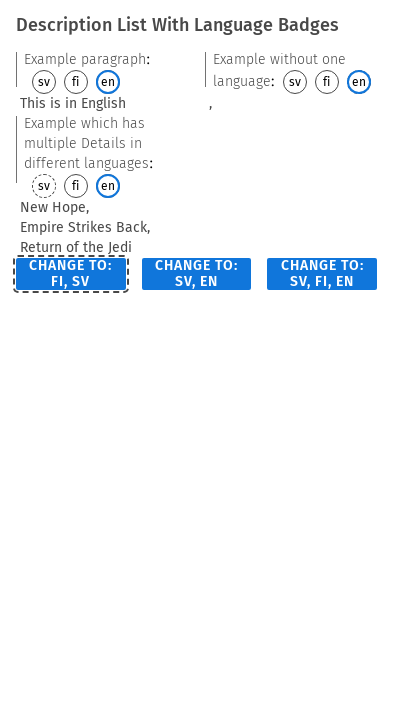 Description List With Language Badges
Example paragraph:
sv fi en
This is in English
Example without one
language: sv fi en
,
Example which has
multiple Details in
different languages:
sv fi en
New Hope,
Empire Strikes Back,
Return of the Jedi
CHANGE TO:
FI, SV
CHANGE TO:
SV, EN
CHANGE TO:
SV, FI, EN